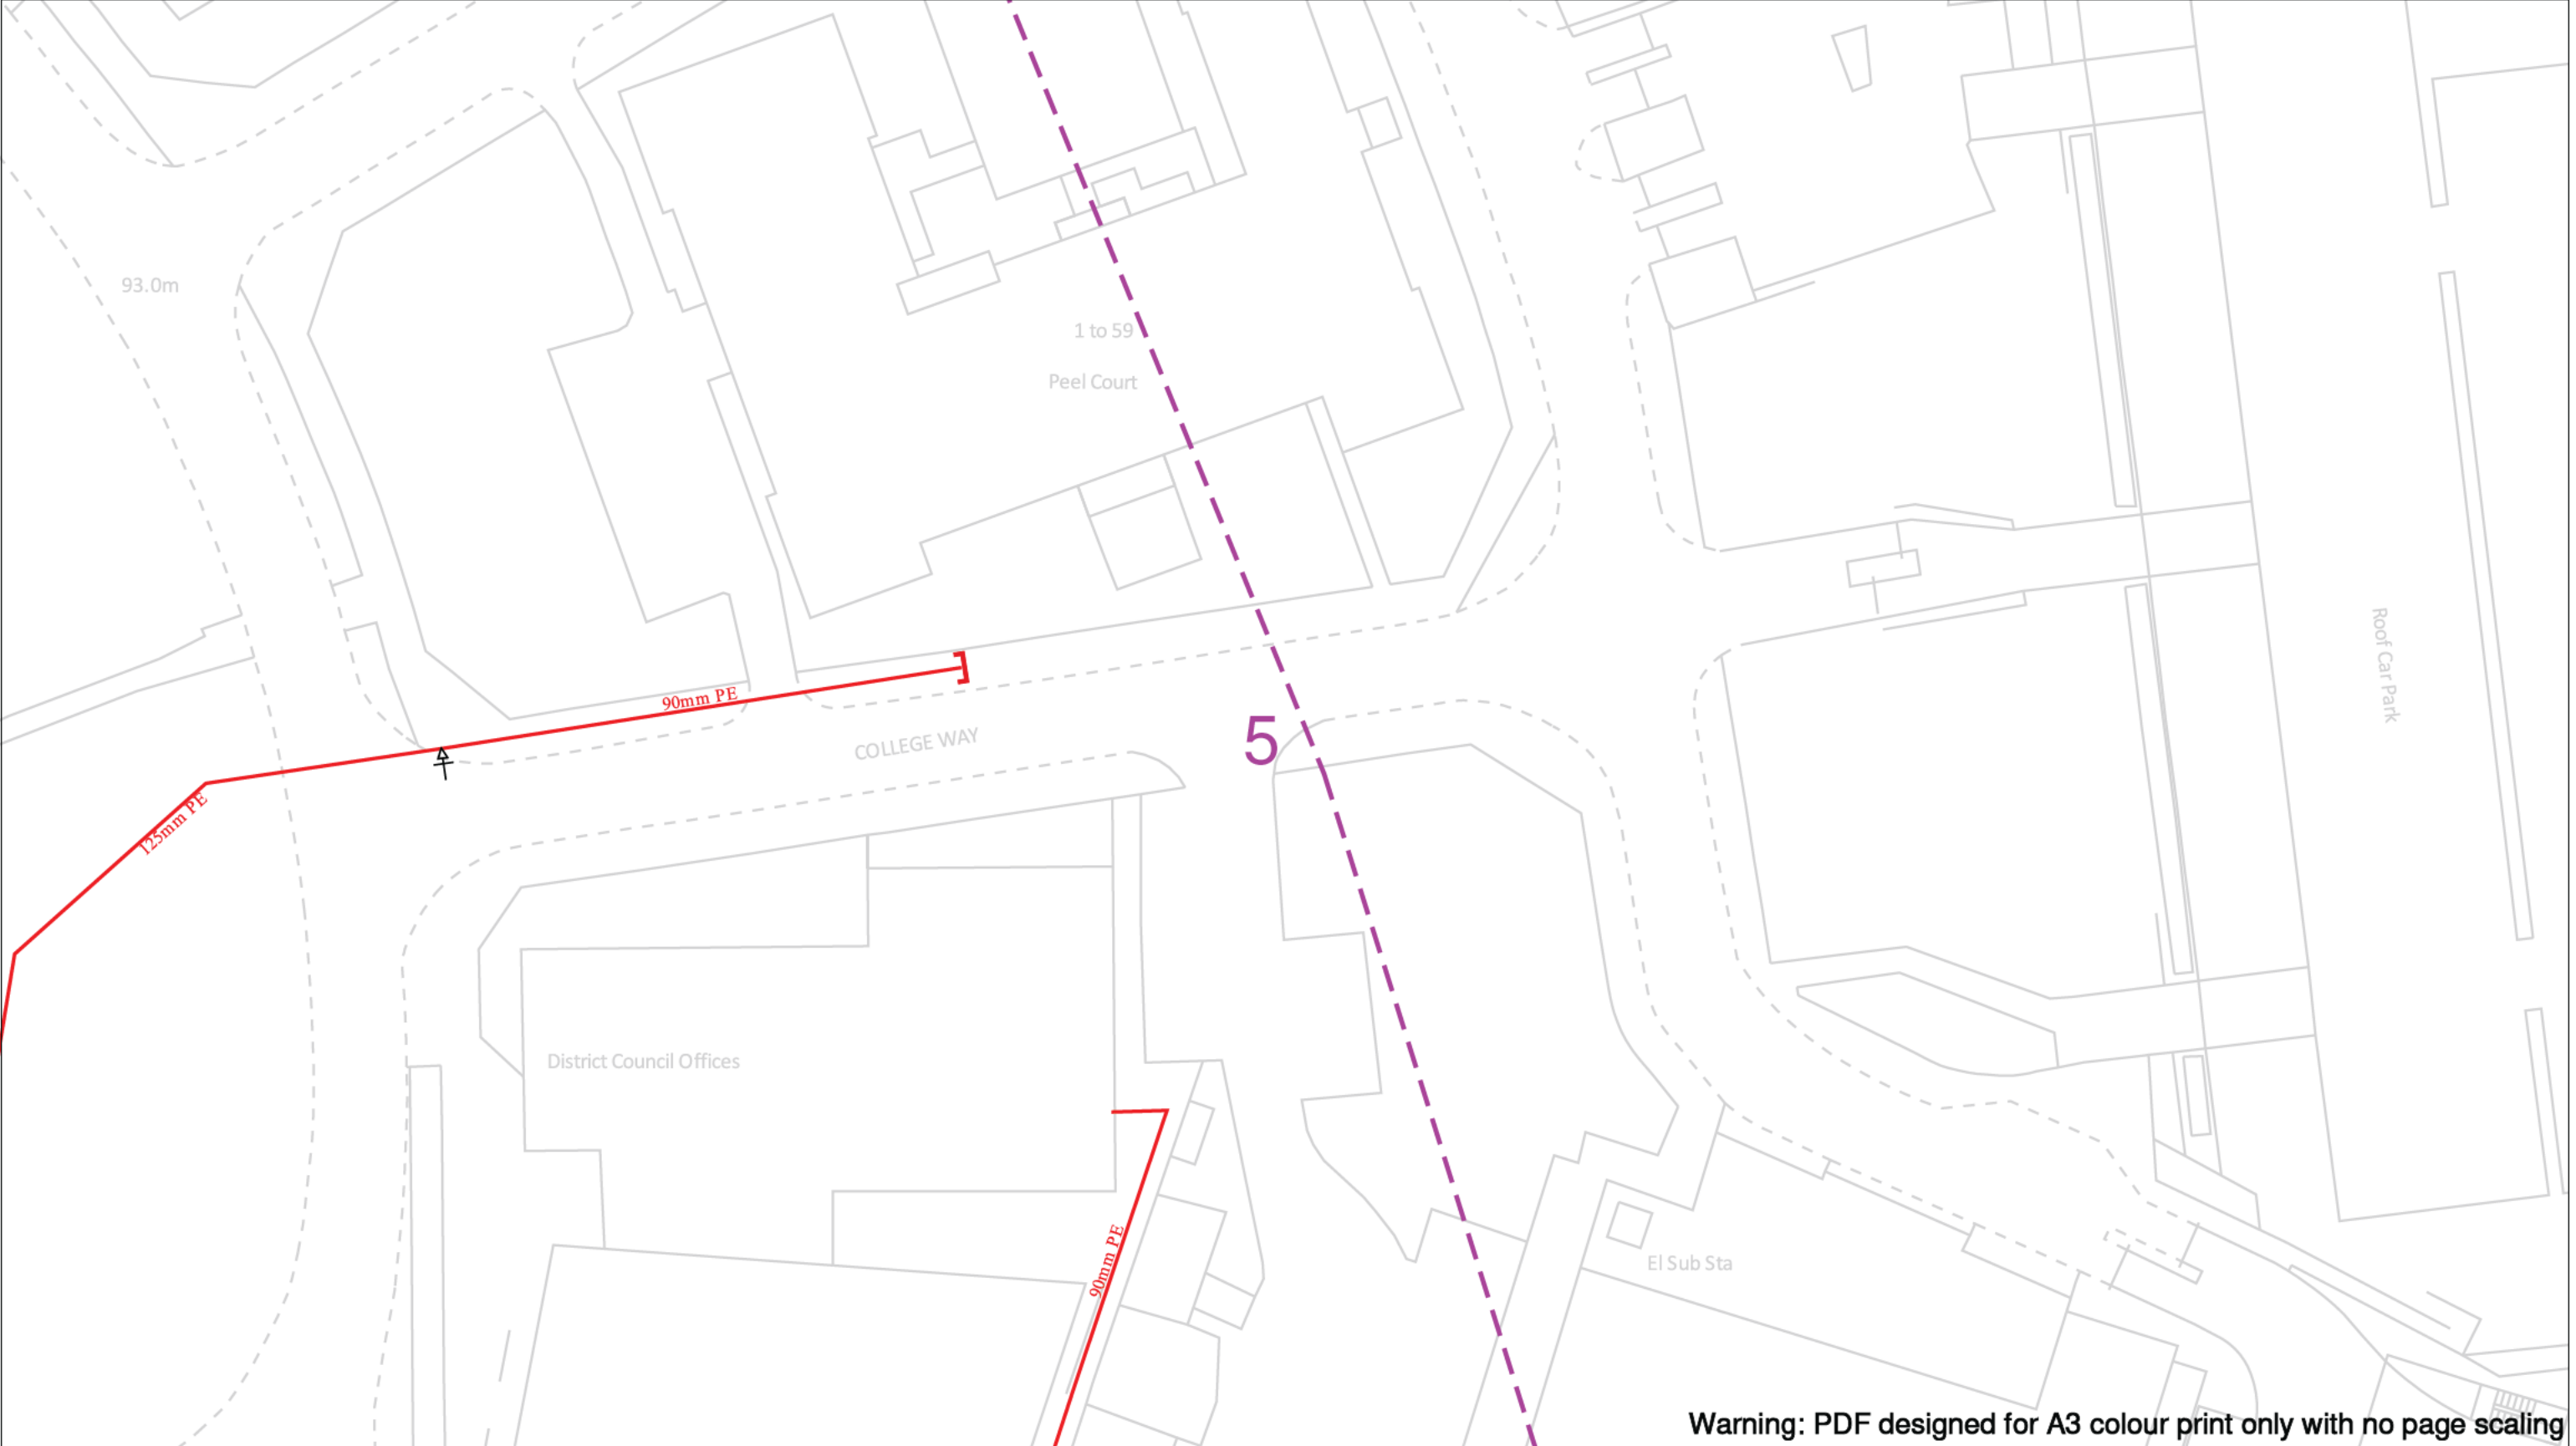 93.0m
1 to 59
Peel Court
Roof Car Park
90mm PE
COLLEGE WAY
5
125mm PE
District Council Offices
90mm PE
El Sub Sta
Warning: PDF designed for A3 colour print only with no page scaling